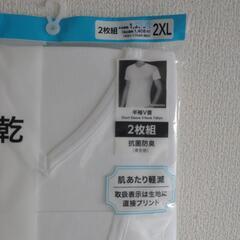 2枚組
2XL
乾
半袖V首
Short Sleeve V-Neck T-Shirt
2枚組
抗菌防臭
肌あたり軽減
取扱表示は生地に
直接プリント